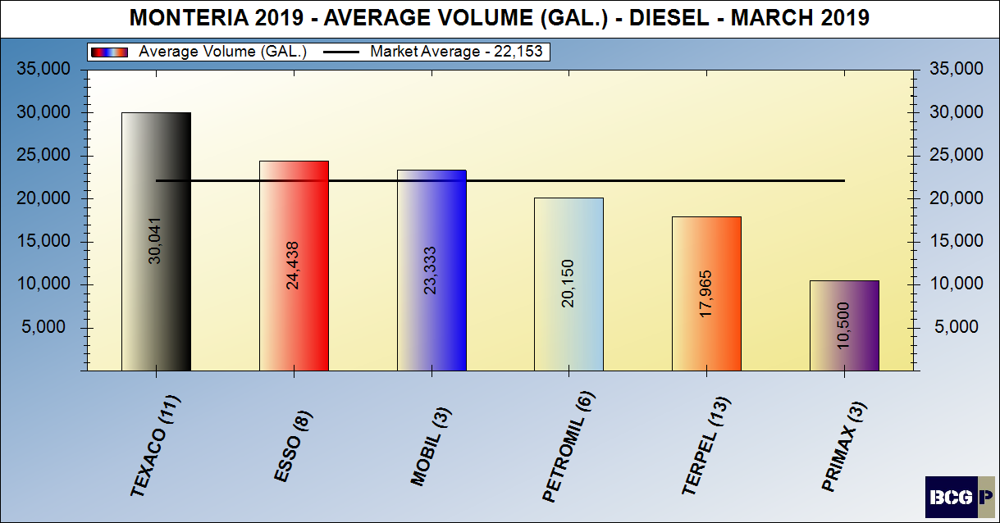 MONTERIA 2019 - AVERAGE VOLUME (GAL.) - DIESEL - MARCH 2019
Average Volume (GAL.) Market Average - 22,153
35,000 35,000
30,000 30,000
25,000 25,000
20,000 20,000
15,000 15,000
10,000 10,000
5,000 5,000
30,041
24,438
23,333
20,150
17,965
10,500
TEXACO (11)
ESSO (8)
MOBIL (3)
PETROMIL (6)
TERPEL (13)
PRIMAX (3)
BCG P